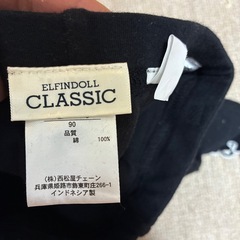 ELFINDOLL
CLASSIC
90
品質
綿 100%
(株)西松屋チェーン
兵庫県姫路市飾東町庄266-1
インドネシア製